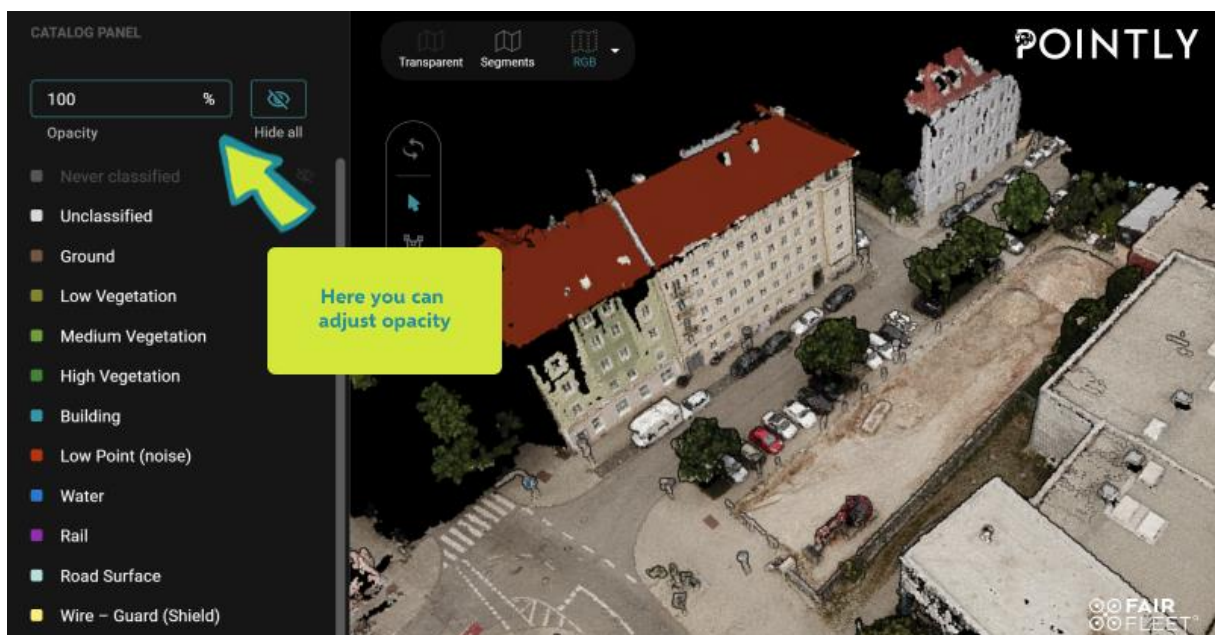 CATALOG PANEL
Transparent
Segments
RGB
POINTLY
100 %
Opacity
Hide all
Never classified
Unclassified
Ground
Low Vegetation
Medium Vegetation
High Vegetation
Building
Low Point (noise)
Water
Rail
Road Surface
Wire – Guard (Shield)
Here you can
adjust opacity
FAIR
FLEET°